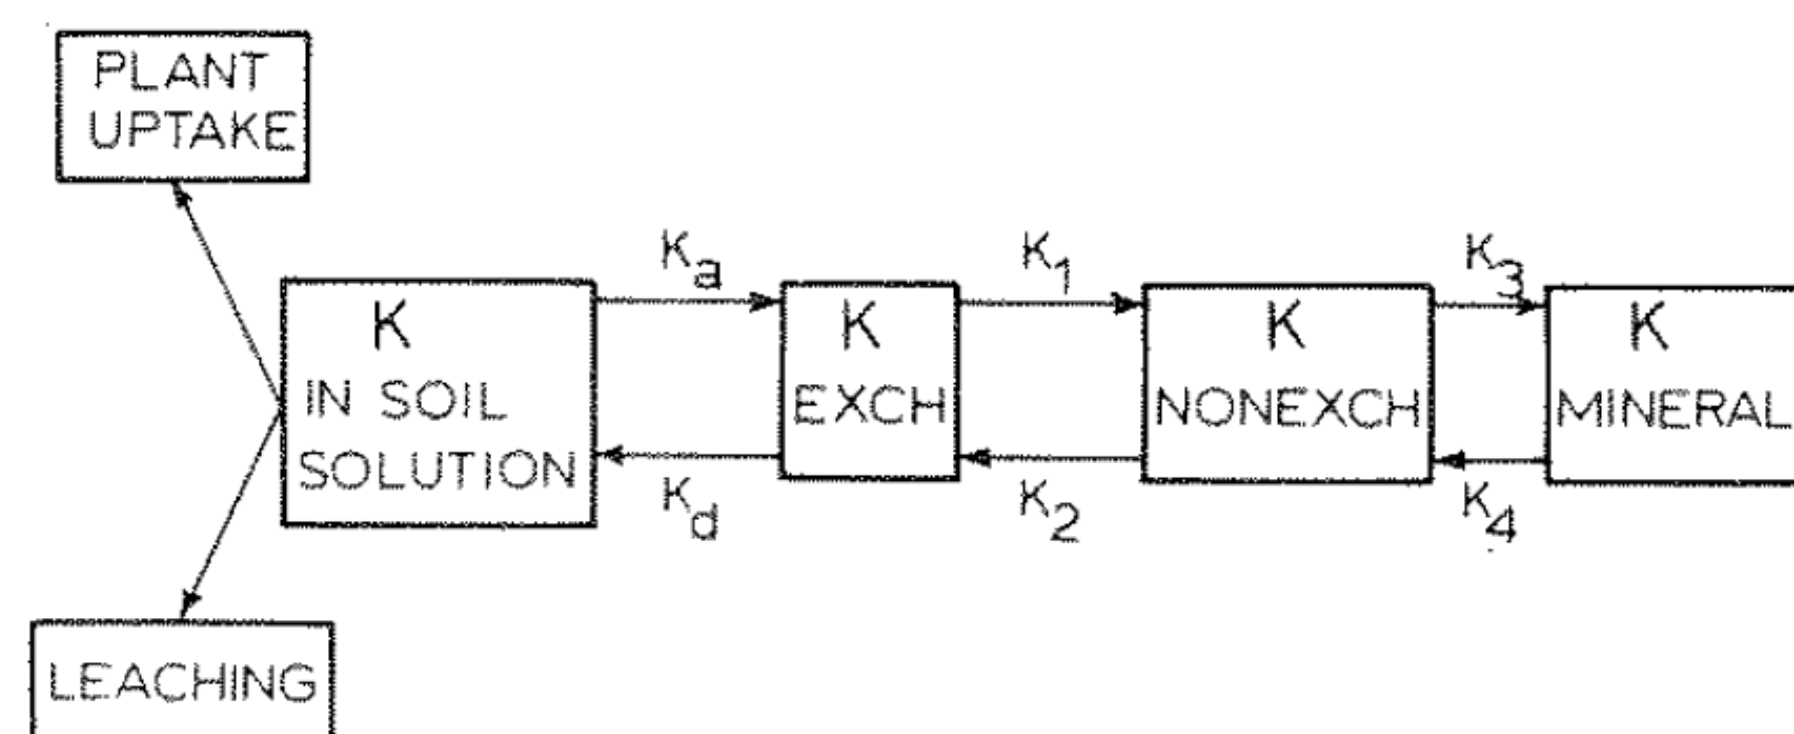 PLANT
UPTAKE
Ka
K1
K3
K
IN SOIL
SOLUTION
K
EXCH
K
NONEXCH
K
MINERAL
Kd
K2
K4
LEACHING